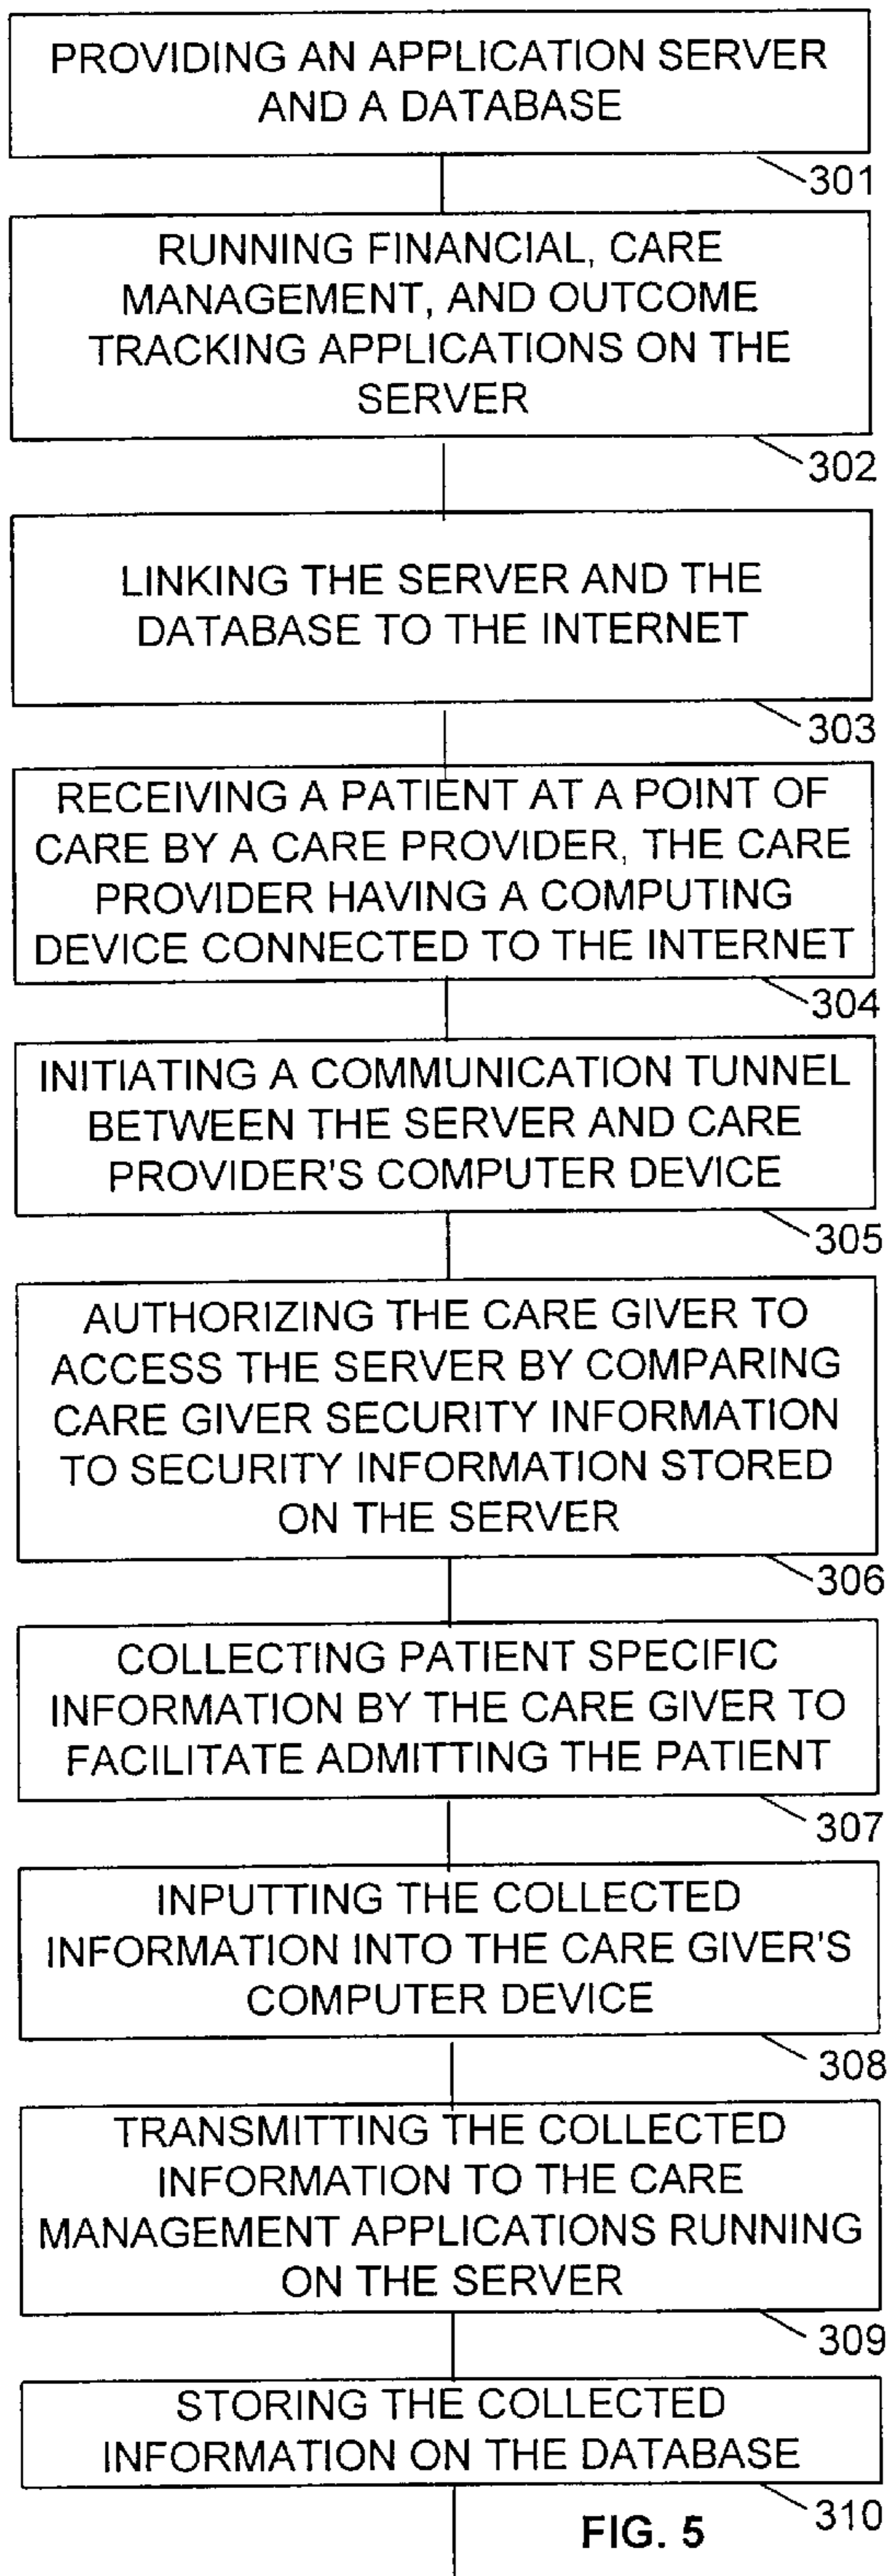 PROVIDING AN APPLICATION SERVER
AND A DATABASE
301
RUNNING FINANCIAL, CARE
MANAGEMENT, AND OUTCOME
TRACKING APPLICATIONS ON THE
SERVER
302
LINKING THE SERVER AND THE
DATABASE TO THE INTERNET
303
RECEIVING A PATIENT AT A POINT OF
CARE BY A CARE PROVIDER, THE CARE
PROVIDER HAVING A COMPUTING
DEVICE CONNECTED TO THE INTERNET
304
INITIATING A COMMUNICATION TUNNEL
BETWEEN THE SERVER AND CARE
PROVIDER'S COMPUTER DEVICE
305
AUTHORIZING THE CARE GIVER TO
ACCESS THE SERVER BY COMPARING
CARE GIVER SECURITY INFORMATION
TO SECURITY INFORMATION STORED
ON THE SERVER
306
COLLECTING PATIENT SPECIFIC
INFORMATION BY THE CARE GIVER TO
FACILITATE ADMITTING THE PATIENT
307
INPUTTING THE COLLECTED
INFORMATION INTO THE CARE GIVER'S
COMPUTER DEVICE
308
TRANSMITTING THE COLLECTED
INFORMATION TO THE CARE
MANAGEMENT APPLICATIONS RUNNING
ON THE SERVER
309
STORING THE COLLECTED
INFORMATION ON THE DATABASE
310
FIG. 5